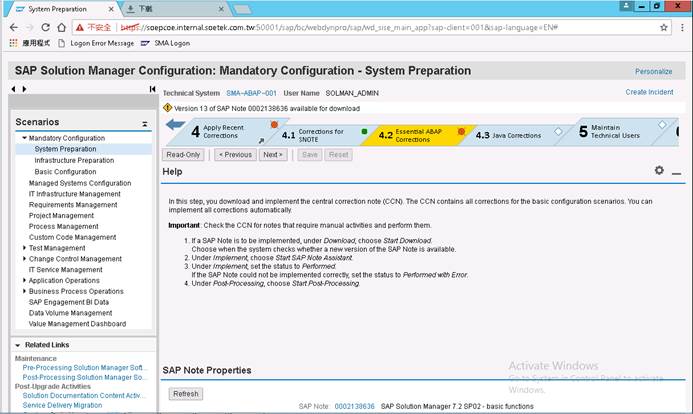 System Preparation
下載
不安全
https://soepcoe.internal.soetek.com.tw:50001/sap/bc/webdynpro/sap/wd_sise_main_app?sap-client=001&sap-language=EN#
應用程式
Logon Error Message
SMA Logon
SAP Solution Manager Configuration: Mandatory Configuration - System Preparation
Personalize
Technical System SMA~ABAP~001 User Name SOLMAN_ADMIN
Create Incident
Version 13 of SAP Note 0002138636 available for download
4 Apply Recent Corrections
4.1 Corrections for SNOTE
4.2 Essential ABAP Corrections
4.3 Java Corrections
5 Maintain Technical Users
Read-Only
< Previous
Next >
Save
Reset
Scenarios
Mandatory Configuration
System Preparation
Infrastructure Preparation
Basic Configuration
Managed Systems Configuration
IT Infrastructure Management
Requirements Management
Project Management
Process Management
Custom Code Management
Test Management
Change Control Management
IT Service Management
Application Operations
Business Process Operations
SAP Engagement BI Data
Data Volume Management
Value Management Dashboard
Related Links
Maintenance
Pre-Processing Solution Manager Soft...
Post-Processing Solution Manager So...
Post-Upgrade Activities
Solution Documentation Content Activ...
Service Delivery Migration
Help
In this step, you download and implement the central correction note (CCN). The CCN contains all corrections for the basic configuration scenarios. You can
implement all corrections automatically.
Important: Check the CCN for notes that require manual activities and perform them.
1. If a SAP Note is to be implemented, under Download, choose Start Download.
Choose when the system checks whether a new version of the SAP Note is available.
2. Under Implement, choose Start SAP Note Assistant.
3. Under Implement, set the status to Performed.
If the SAP Note could not be implemented correctly, set the status to Performed with Error.
4. Under Post-Processing, choose Start Post-Processing.
SAP Note Properties
Refresh
SAP Note: 0002138636 SAP Solution Manager 7.2 SP02 - basic functions
Activate Windows
Go to System in Control Panel to activate
Windows.